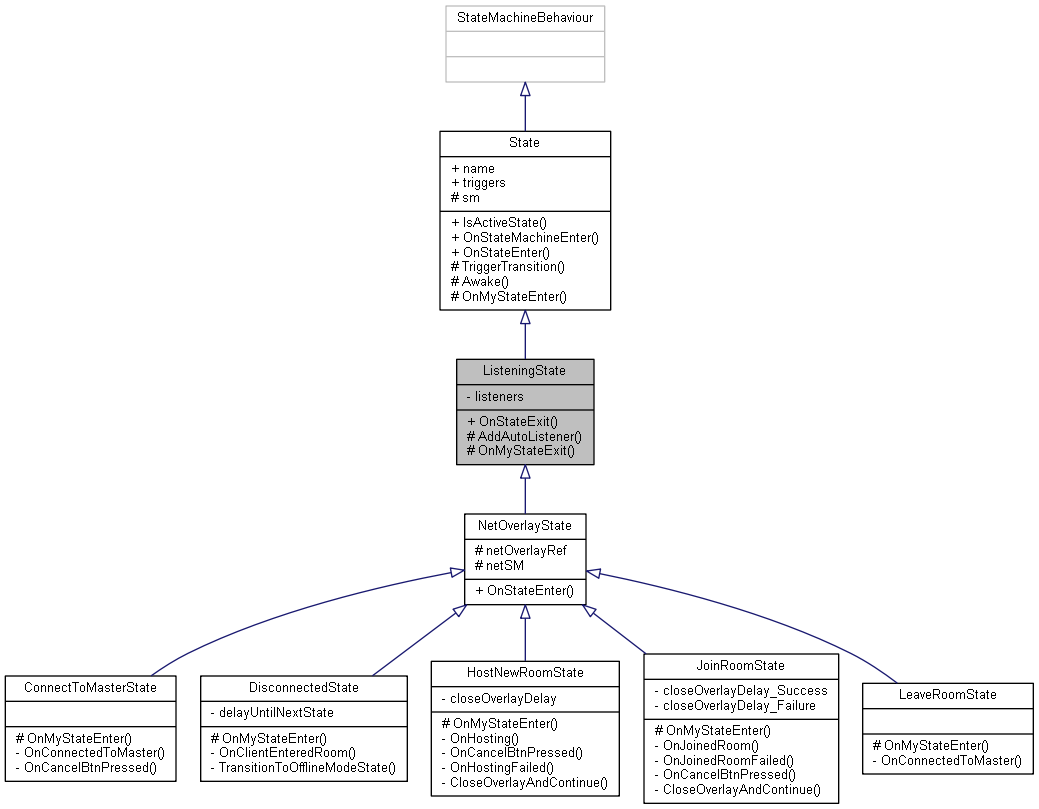 StateMachineBehaviour
State
+ name
+ triggers
# sm
+ IsActiveState()
+ OnStateMachineEnter()
+ OnStateEnter()
# TriggerTransition()
# Awake()
# OnMyStateEnter()
ListeningState
- listeners
+ OnStateExit()
# AddAutoListener()
# OnMyStateExit()
NetOverlayState
# netOverlayRef
# netSM
+ OnStateEnter()
ConnectToMasterState
# OnMyStateEnter()
- OnConnectedToMaster()
- OnCancelBtnPressed()
DisconnectedState
- delayUntilNextState
# OnMyStateEnter()
- OnClientEnteredRoom()
- TransitionToOfflineModeState()
HostNewRoomState
- closeOverlayDelay
# OnMyStateEnter()
- OnHosting()
- OnCancelBtnPressed()
- OnHostingFailed()
- CloseOverlayAndContinue()
JoinRoomState
- closeOverlayDelay_Success
- closeOverlayDelay_Failure
# OnMyStateEnter()
- OnJoinedRoom()
- OnJoinedRoomFailed()
- OnCancelBtnPressed()
- CloseOverlayAndContinue()
LeaveRoomState
# OnMyStateEnter()
- OnConnectedToMaster()